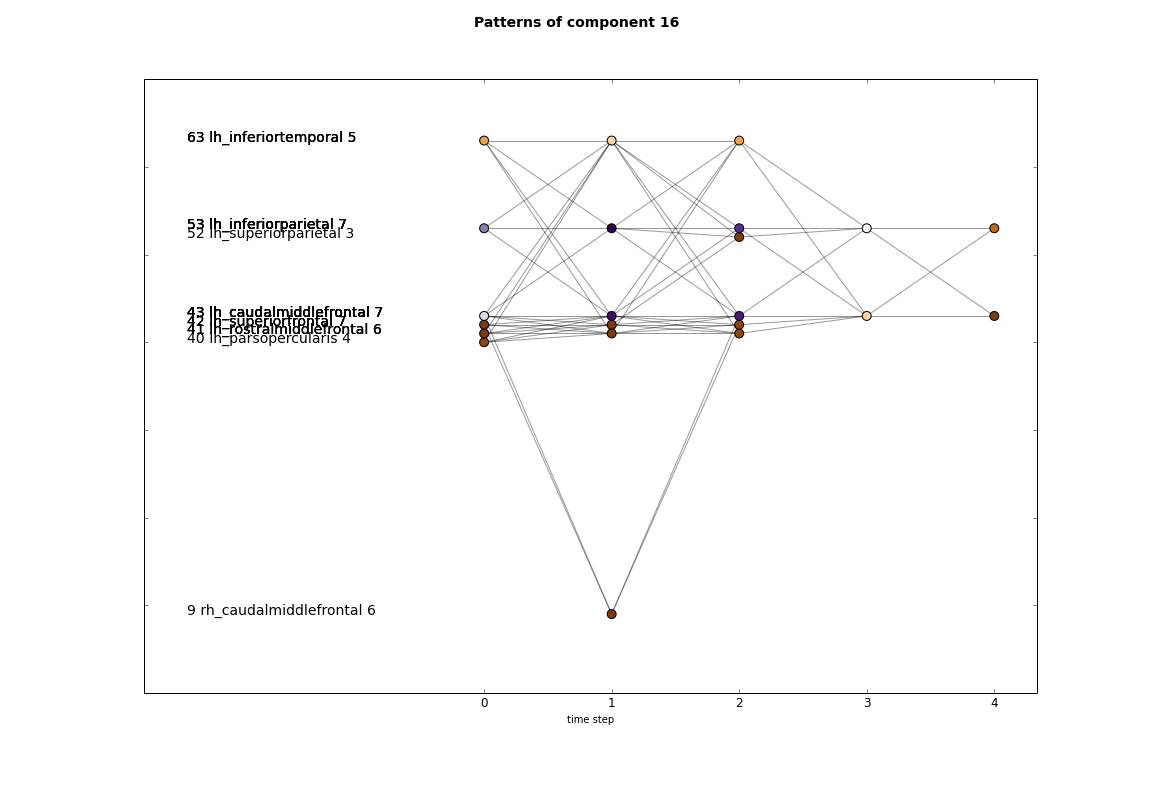 Patterns of component 16
63 lh_inferiortemporal 5
53 lh_inferiorparietal 7
52 lh_superiorparietal 3
43 lh_caudalmiddlefrontal 7
42 lh_superiorfrontal 7
41 lh_rostralmiddlefrontal 6
40 lh_parsopercularis 4
9 rh_caudalmiddlefrontal 6
0 1 2 3 4
time step